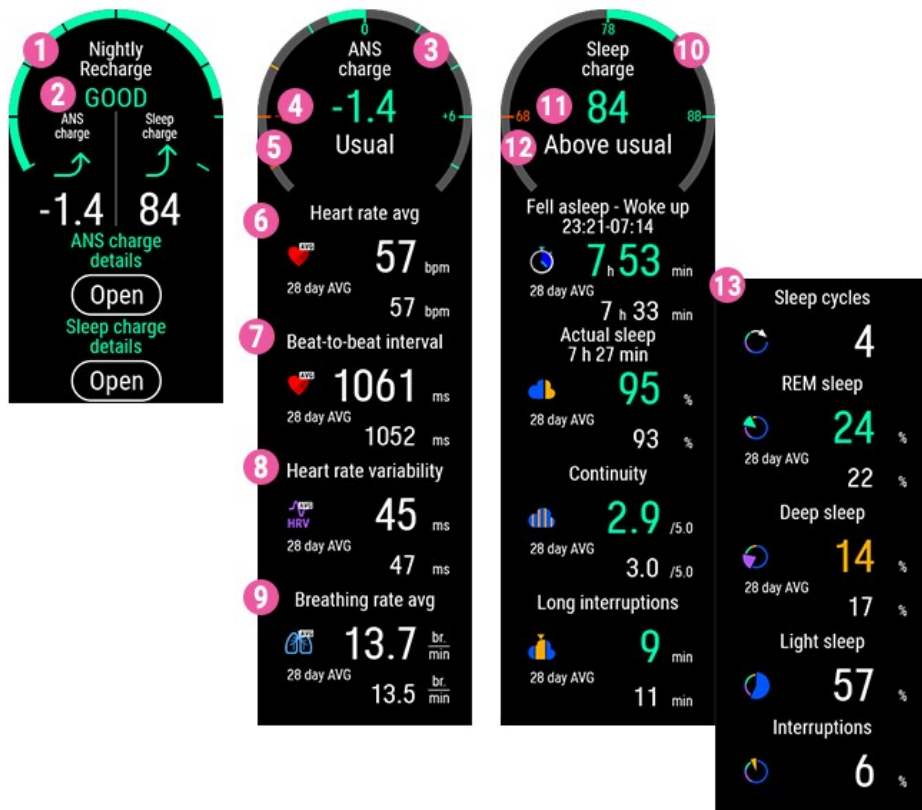 1
Nightly
Recharge
2
GOOD
ANS
charge
Sleep
charge
-1.4
84
ANS charge
details
Open
Sleep charge
details
Open
0
3
ANS
charge
4
-1.4
+6
5
Usual
6
Heart rate avg
AVG
57 bpm
28 day AVG
57 bpm
7
Beat-to-beat interval
AVG
1061 ms
28 day AVG
1052 ms
8
Heart rate variability
AVG
HRV
45 ms
28 day AVG
47 ms
9
Breathing rate avg
AVG
13.7 br./min
28 day AVG
13.5 br./min
78
10
Sleep
charge
68
11
84
88
12
Above usual
Fell asleep - Woke up
23:21-07:14
7 h 53 min
28 day AVG
7 h 33 min
Actual sleep
7 h 27 min
95 %
28 day AVG
93 %
Continuity
2.9 /5.0
28 day AVG
3.0 /5.0
Long interruptions
9 min
28 day AVG
11 min
13
Sleep cycles
4
REM sleep
24 %
28 day AVG
22 %
Deep sleep
14 %
28 day AVG
17 %
Light sleep
57 %
Interruptions
6 %